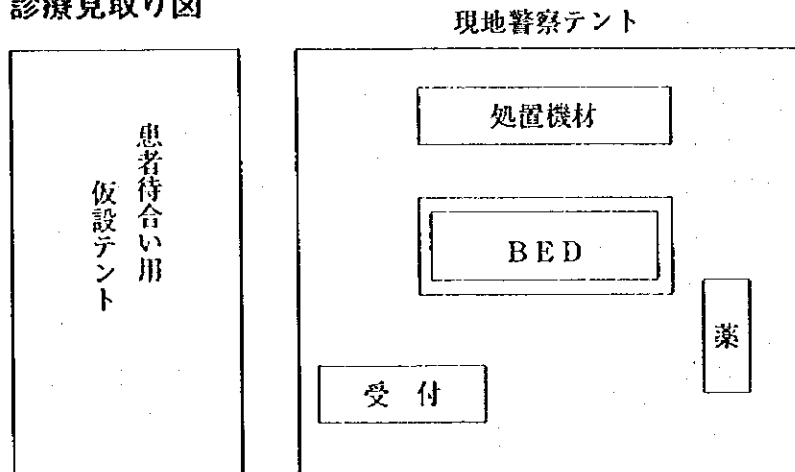 診療見取り図
現地警察テント
処置機材
患者待合い用
仮設テント
BED
薬
受 付